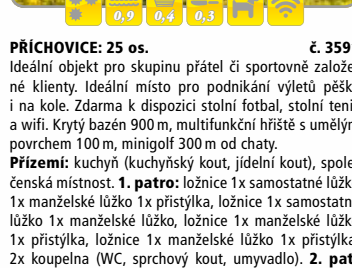 0,9 0,4 0,3
PŘÍCHOVICE: 25 os. č. 359
Ideální objekt pro skupinu přátel či sportovně založe
né klienty. Ideální místo pro podnikání výletů pěšk
i na kole. Zdarma k dispozici stolní fotbal, stolní teni
a wifi. Krytý bazén 900 m, multifunkční hřiště s umělýn
povrchem 100 m, minigolf 300 m od chaty.
Přízemí: kuchyň (kuchyňský kout, jídelní kout), spole
čenská místnost. 1. patro: ložnice 1x samostatné lůžk
1x manželské lůžko 1x přistýlka, ložnice 1x samostatn
lůžko 1x manželské lůžko, ložnice 1x manželské lůžk
1x přistýlka, ložnice 1x manželské lůžko 1x přistýlka
2x koupelna (WC, sprchový kout, umyvadlo). 2. pat